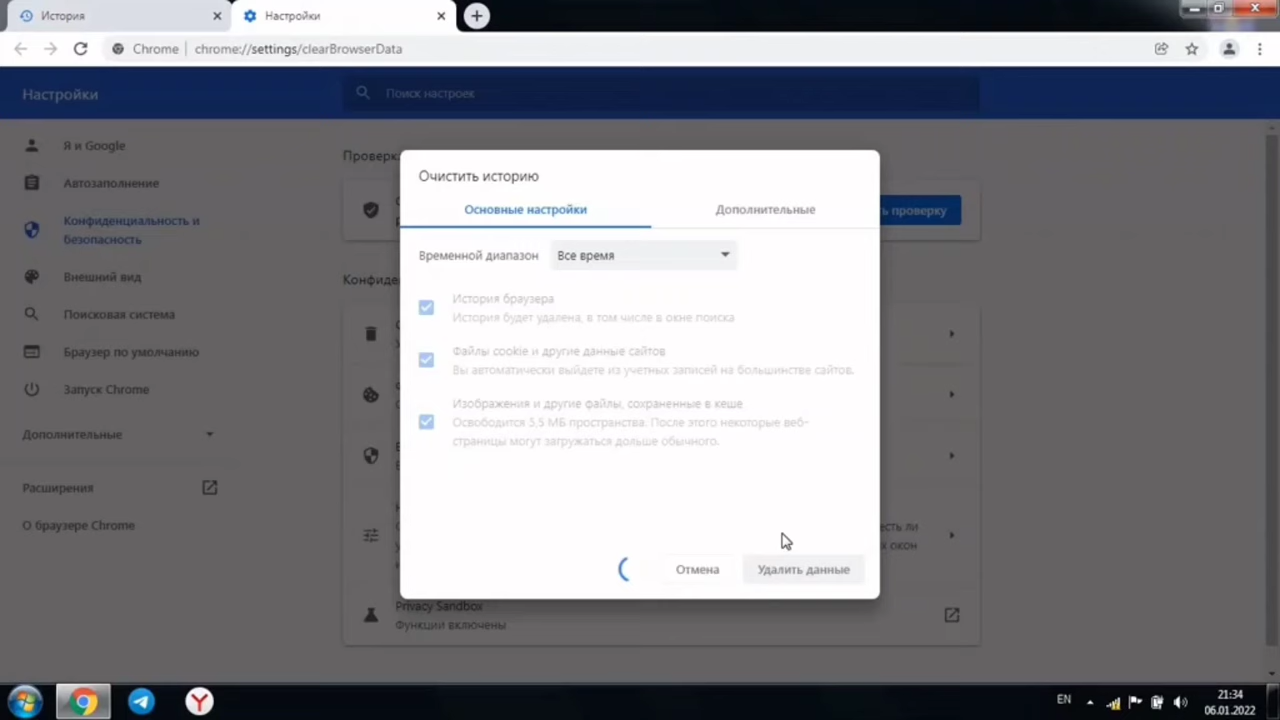 История
Настройки
Chrome
chrome://settings/clearBrowserData
Настройки
Поиск настроек
Я и Google
Автозаполнение
Конфиденциальность и
безопасность
Внешний вид
Поисковая система
Браузер по умолчанию
Запуск Chrome
Дополнительные
Расширения
О браузере Chrome
проверку
Очистить историю
Основные настройки
Дополнительные
Временной диапазон
Все время
История браузера
История будет удалена, в том числе в окне поиска
Файлы cookie и другие данные сайтов
Вы автоматически выйдете из учетных записей на большинстве сайтов.
Изображения и другие файлы, сохраненные в кеше
Освободится 5,5 МБ пространства. После этого некоторые веб-
страницы могут загружаться дольше обычного.
Отмена
Удалить данные
есть ли
окон
Privacy Sandbox
Функции включены
EN
21:34
06.01.2022